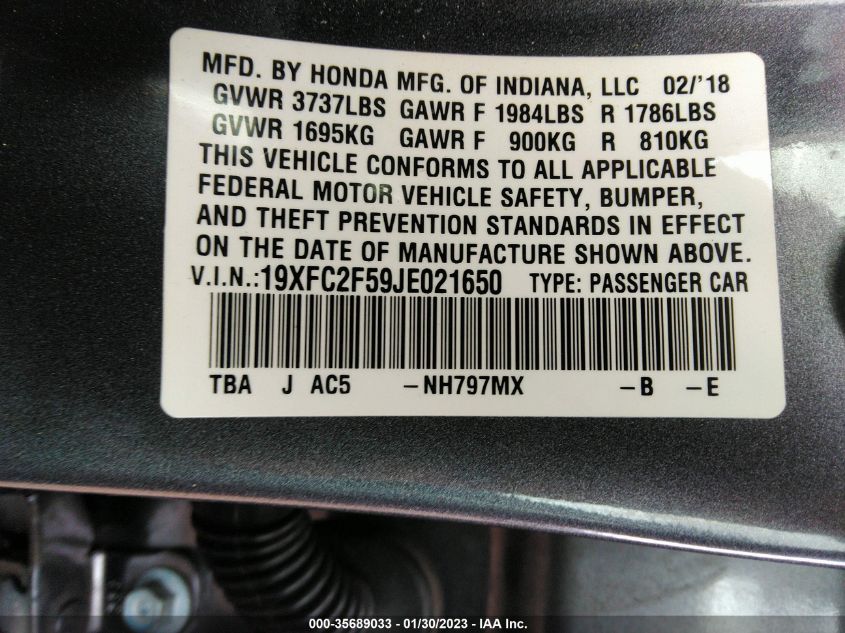 MFD. BY HONDA MFG. OF INDIANA, LLC 02/'18
GVWR 3737LBS GAWR F 1984LBS R 1786LBS
GVWR 1695KG GAWR F 900KG R 810KG
THIS VEHICLE CONFORMS TO ALL APPLICABLE
FEDERAL MOTOR VEHICLE SAFETY, BUMPER,
AND THEFT PREVENTION STANDARDS IN EFFECT
ON THE DATE OF MANUFACTURE SHOWN ABOVE.
V.I.N.:19XFC2F59JE021650 TYPE: PASSENGER CAR
TBA J AC5 –NH797MX –B –E
000-35689033 - 01/30/2023 - IAA Inc.